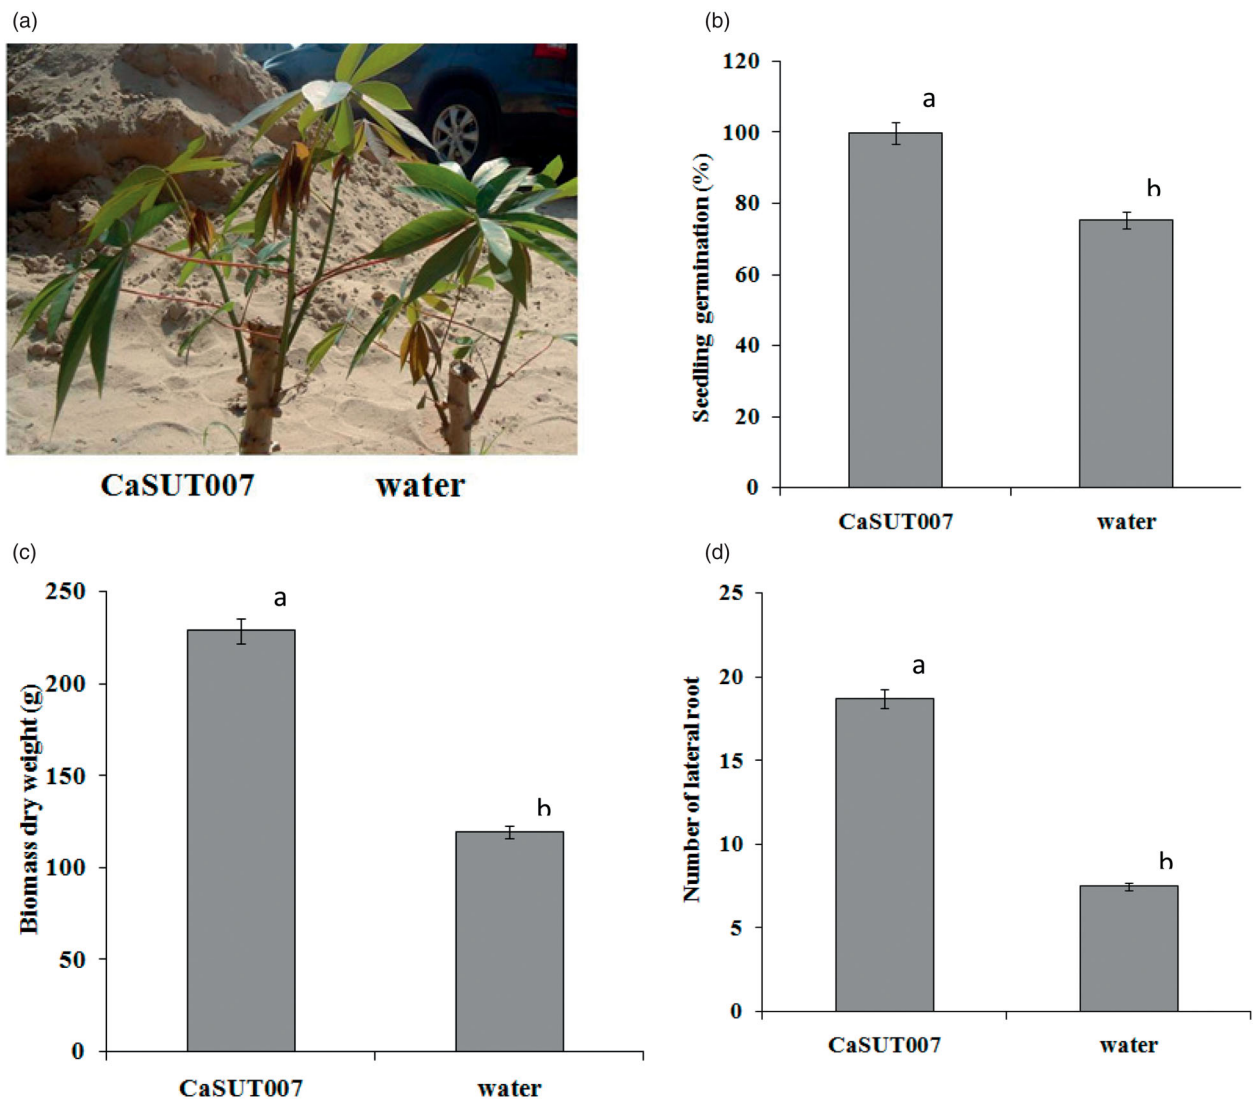 (a)
CaSUT007 water
(b)
120
100
80
60
40
20
0
Seedling germination (%)
a
b
CaSUT007 water
(c)
250
200
150
100
50
0
Biomass dry weight (g)
a
b
CaSUT007 water
(d)
25
20
15
10
5
0
Number of lateral root
a
b
CaSUT007 water